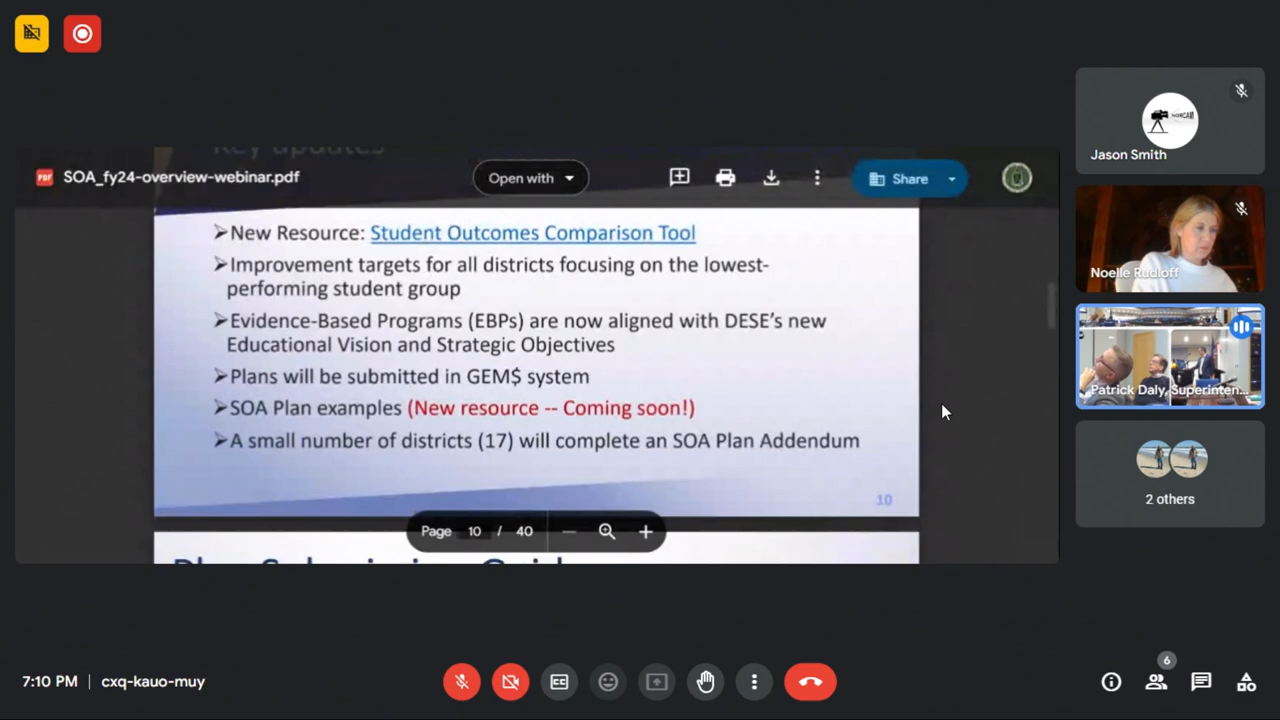 Key updates
SOA_fy24-overview-webinar.pdf
Open with
Share
➢New Resource: Student Outcomes Comparison Tool
➢Improvement targets for all districts focusing on the lowest-
performing student group
➢Evidence-Based Programs (EBPs) are now aligned with DESE's new
Educational Vision and Strategic Objectives
➢Plans will be submitted in GEM$ system
➢SOA Plan examples (New resource -- Coming soon!)
➢A small number of districts (17) will complete an SOA Plan Addendum
10
Page 10 / 40
Jason Smith
Noelle Rudloff
Patrick Daly, Superinten...
2 others
7:10 PM | cxq-kauo-muy
6